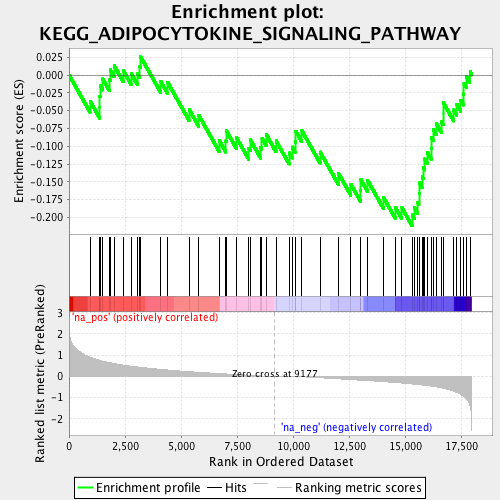 Enrichment plot:
KEGG_ADIPOCYTOKINE_SIGNALING_PATHWAY
Enrichment score (ES)
0.025
0.000
-0.025
-0.050
-0.075
-0.100
-0.125
-0.150
-0.175
-0.200
'na_pos' (positively correlated)
Ranked list metric (PreRanked)
3
2
1
0
-1
-2
Zero cross at 9177
'na_neg' (negatively correlated)
0
2,500
5,000
7,500
10,000
12,500
15,000
17,500
Rank in Ordered Dataset
Enrichment profile
Hits
Ranking metric scores